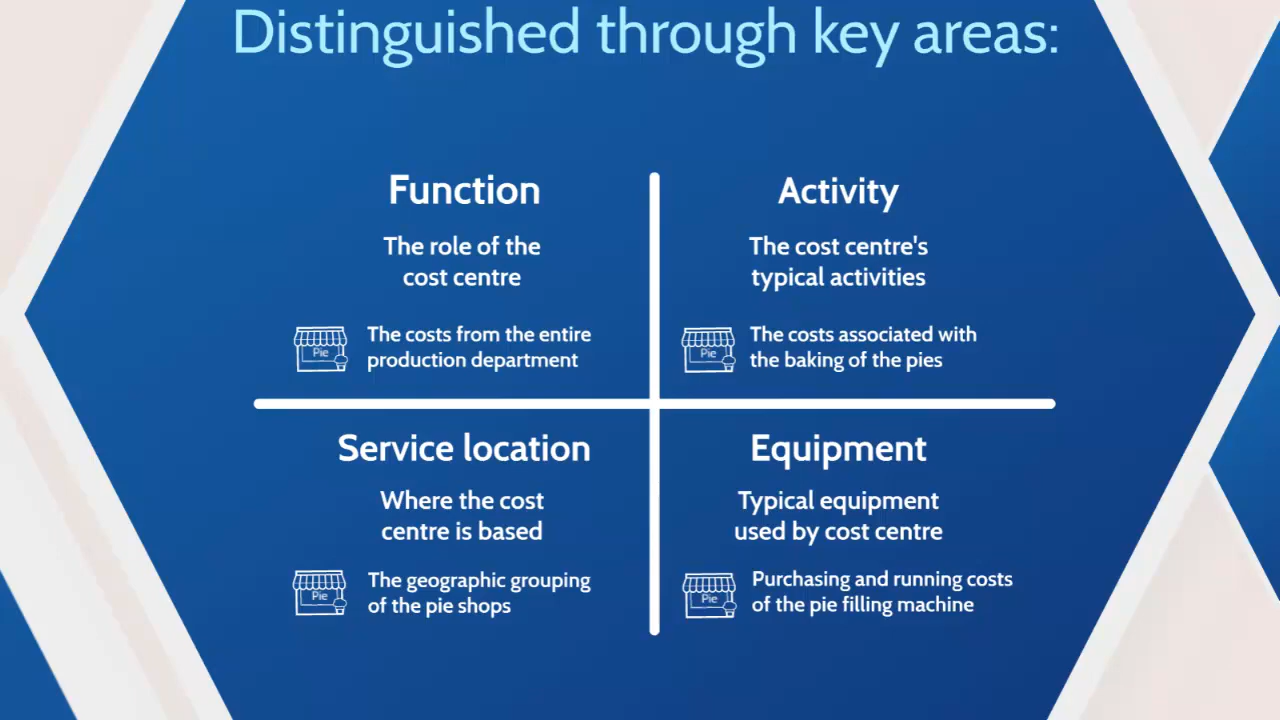 Distinguished through key areas:
Function
The role of the
cost centre
Pie
The costs from the entire
production department
Activity
The cost centre's
typical activities
Pie
The costs associated with
the baking of the pies
Service location
Where the cost
centre is based
Pie
The geographic grouping
of the pie shops
Equipment
Typical equipment
used by cost centre
Pie
Purchasing and running costs
of the pie filling machine